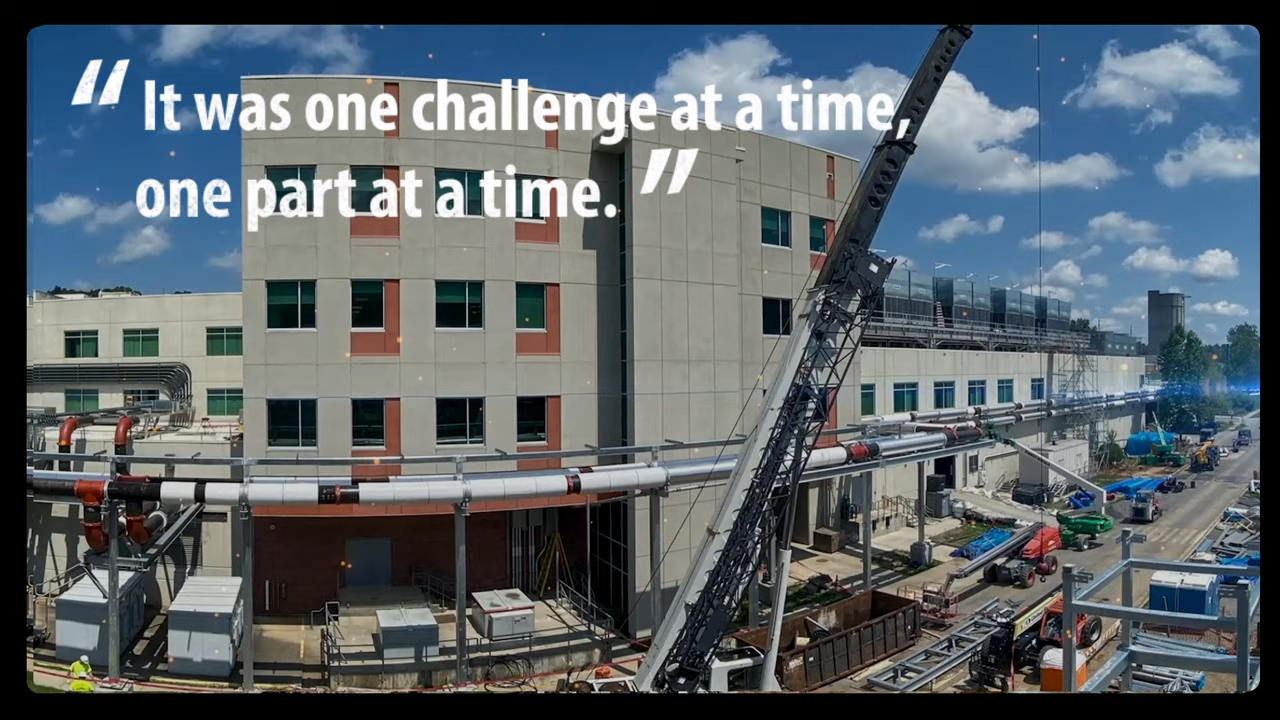 “ It was one challenge at a time,
one part at a time. ”